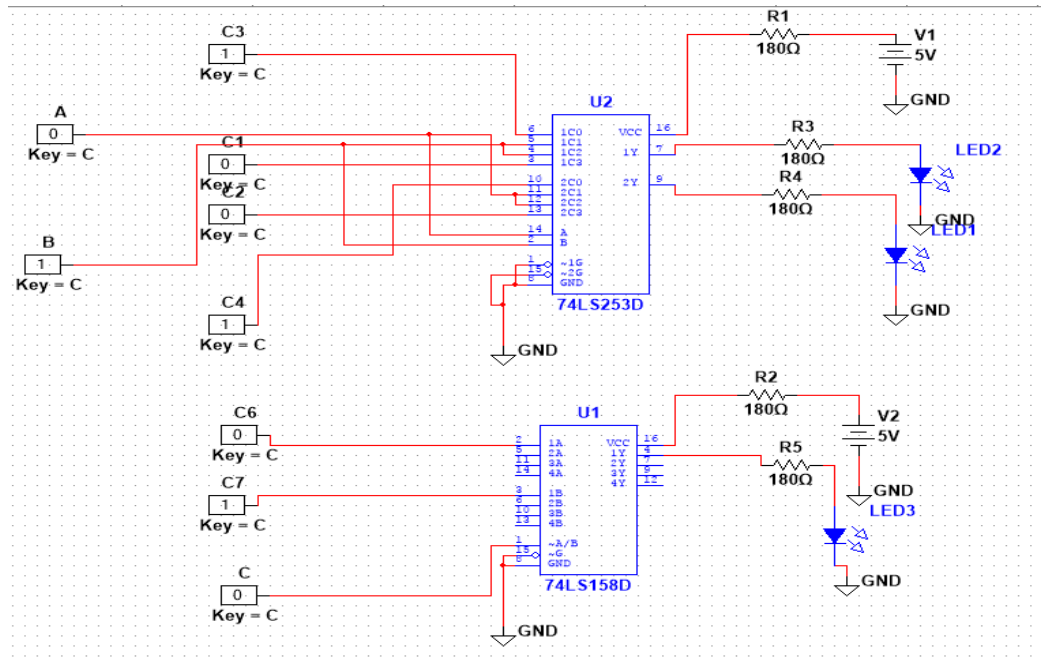 C3
1
Key = C
A
0
Key = C
C1
0
Key = C
C2
0
Key = C
B
1
Key = C
C4
1
Key = C
U2
6 1C0
5 1C1
4 1C2
3 1C3
10 2C0
11 2C1
12 2C2
13 2C3
14 A
2 B
1 ~1G
15 ~2G
8 GND
VCC 16
1Y 7
2Y 9
74LS253D
GND
R1
180Ω
V1
5V
GND
R3
180Ω
LED2
GND
R4
180Ω
LED1
GND
C6
0
Key = C
C7
1
Key = C
C
0
Key = C
U1
2 1A
5 2A
11 3A
14 4A
3 1B
6 2B
10 3B
13 4B
1 ~A/B
15 ~G
8 GND
VCC 16
1Y 4
2Y 7
3Y 9
4Y 12
74LS158D
GND
R2
180Ω
V2
5V
GND
R5
180Ω
LED3
GND